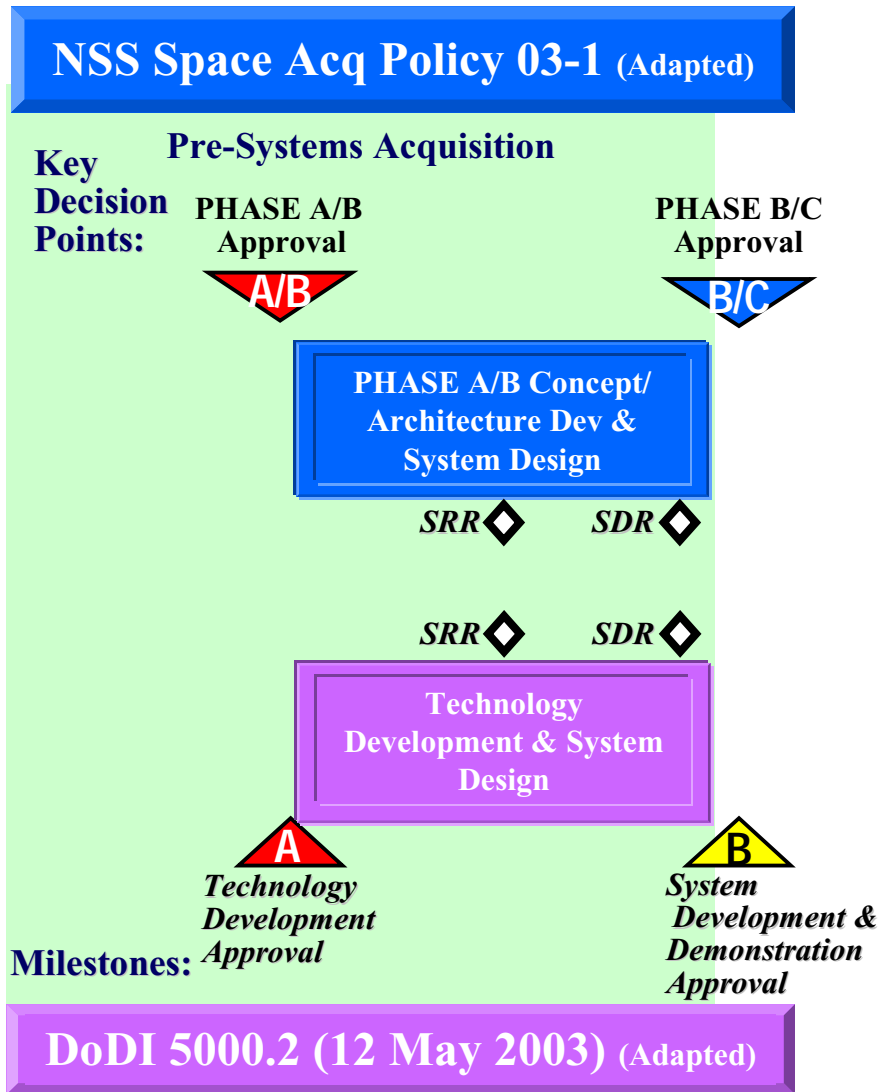 NSS Space Acq Policy 03-1 (Adapted)
Pre-Systems Acquisition
Key
Decision
Points:
PHASE A/B
Approval
PHASE B/C
Approval
A/B
B/C
PHASE A/B Concept/
Architecture Dev &
System Design
SRR
SDR
SRR
SDR
Technology
Development & System
Design
A
B
Technology
Development
Approval
System
Development &
Demonstration
Approval
Milestones:
DoDI 5000.2 (12 May 2003) (Adapted)